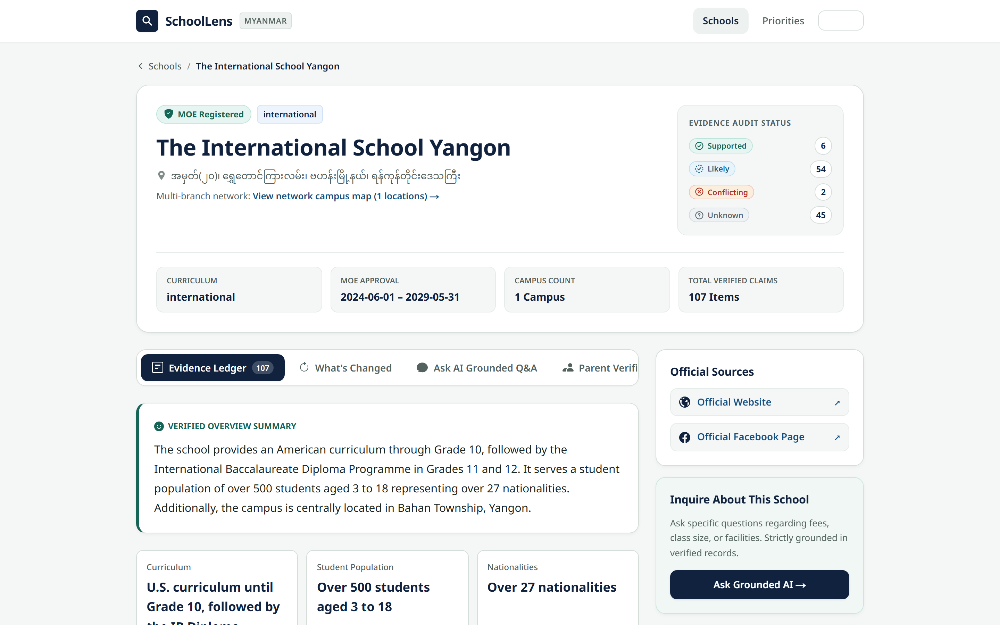 SchoolLens MYANMAR
Schools Priorities
Schools / The International School Yangon
MOE Registered international
The International School Yangon
အမှတ်(၂၀)၊ ရွှေတောင်ကြားလမ်း၊ ဗဟန်းမြို့နယ်၊ ရန်ကုန်တိုင်းဒေသကြီး
Multi-branch network: View network campus map (1 locations) →
EVIDENCE AUDIT STATUS
Supported 6
Likely 54
Conflicting 2
Unknown 45
CURRICULUM
international
MOE APPROVAL
2024-06-01 – 2029-05-31
CAMPUS COUNT
1 Campus
TOTAL VERIFIED CLAIMS
107 Items
Evidence Ledger 107 What's Changed Ask AI Grounded Q&A Parent Verifi
VERIFIED OVERVIEW SUMMARY
The school provides an American curriculum through Grade 10, followed by the
International Baccalaureate Diploma Programme in Grades 11 and 12. It serves a student
population of over 500 students aged 3 to 18 representing over 27 nationalities.
Additionally, the campus is centrally located in Bahan Township, Yangon.
Curriculum
U.S. curriculum until
Grade 10, followed by
the IB Diploma
Student Population
Over 500 students
aged 3 to 18
Nationalities
Over 27 nationalities
Official Sources
Official Website ↗
Official Facebook Page ↗
Inquire About This School
Ask specific questions regarding fees,
class size, or facilities. Strictly grounded in
verified records.
Ask Grounded AI →